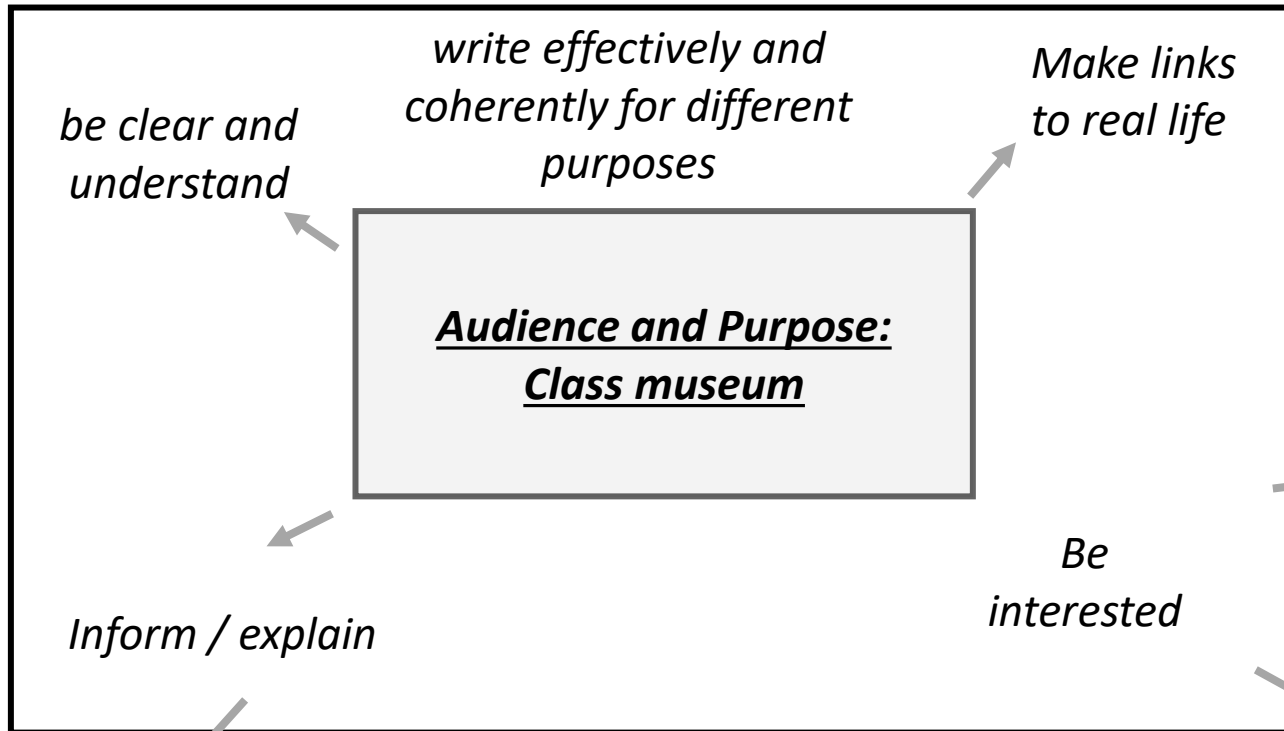 write effectively and
coherently for different
purposes
Make links
to real life
be clear and
understand
Audience and Purpose:
Class museum
Be
interested
Inform / explain